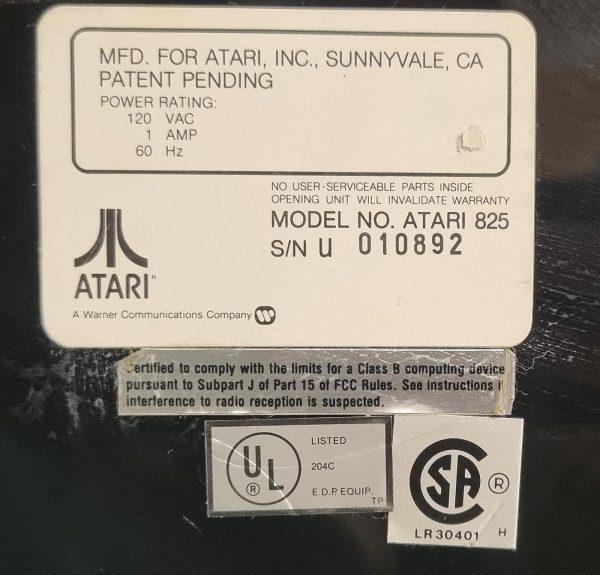 MFD. FOR ATARI, INC., SUNNYVALE, CA
PATENT PENDING
POWER RATING:
120 VAC
1 AMP
60 Hz
NO USER-SERVICEABLE PARTS INSIDE
OPENING UNIT WILL INVALIDATE WARRANTY
MODEL NO. ATARI 825
S/N U 010892
ATARI®
A Warner Communications Company
ertified to comply with the limits for a Class B computing device
pursuant to Subpart J of Part 15 of FCC Rules. See instructions i
interference to radio reception is suspected.
UL ®
LISTED
204C
E.D.P. EQUIP.
TP
CSA ®
LR30401 H